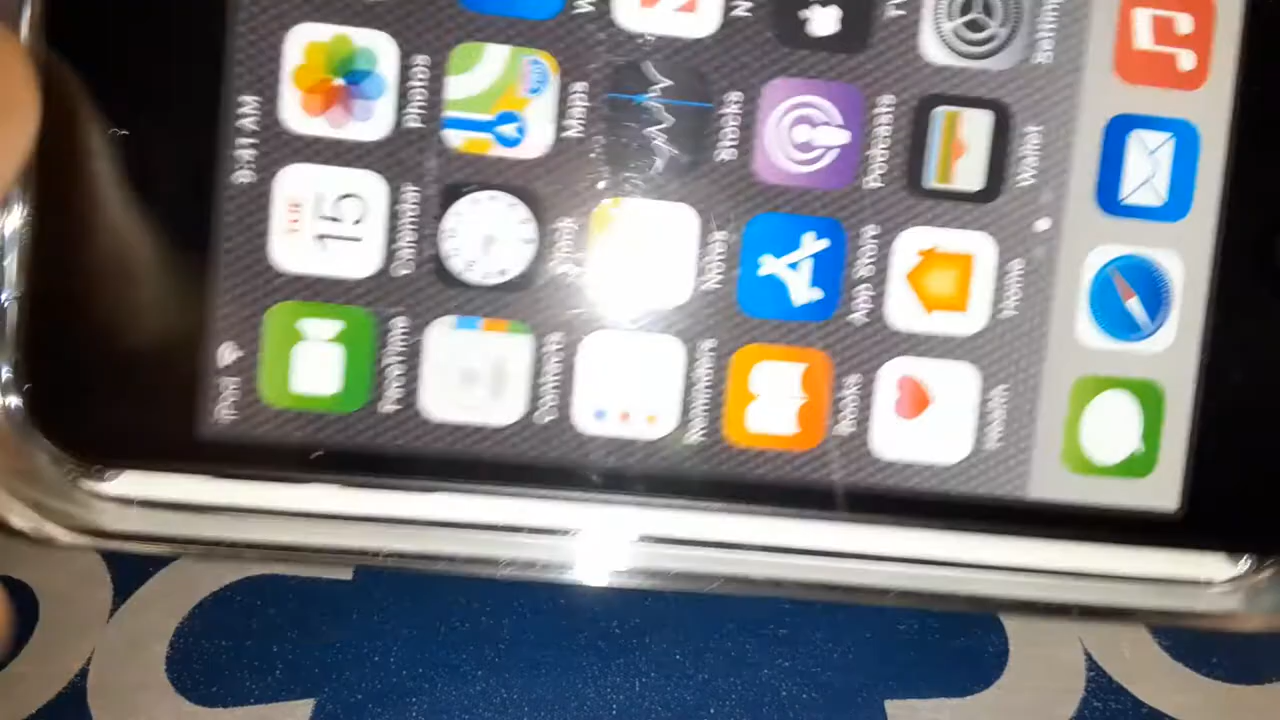 iPod 9:41 AM
FaceTime Calendar Photos
15
Contacts Clock Maps
Reminders Notes Stocks
Books App Store Podcasts
Health Home Wallet